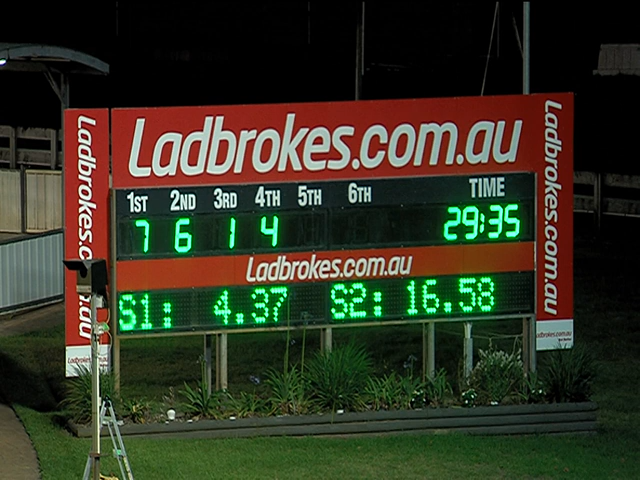 Ladbrokes.com.au
1ST 2ND 3RD 4TH 5TH 6TH TIME
7 6 1 4 29:35
Ladbrokes.com.au
S1: 4.37 S2: 16.58
Ladbrokes.c
au
Ladbrokes.com.au